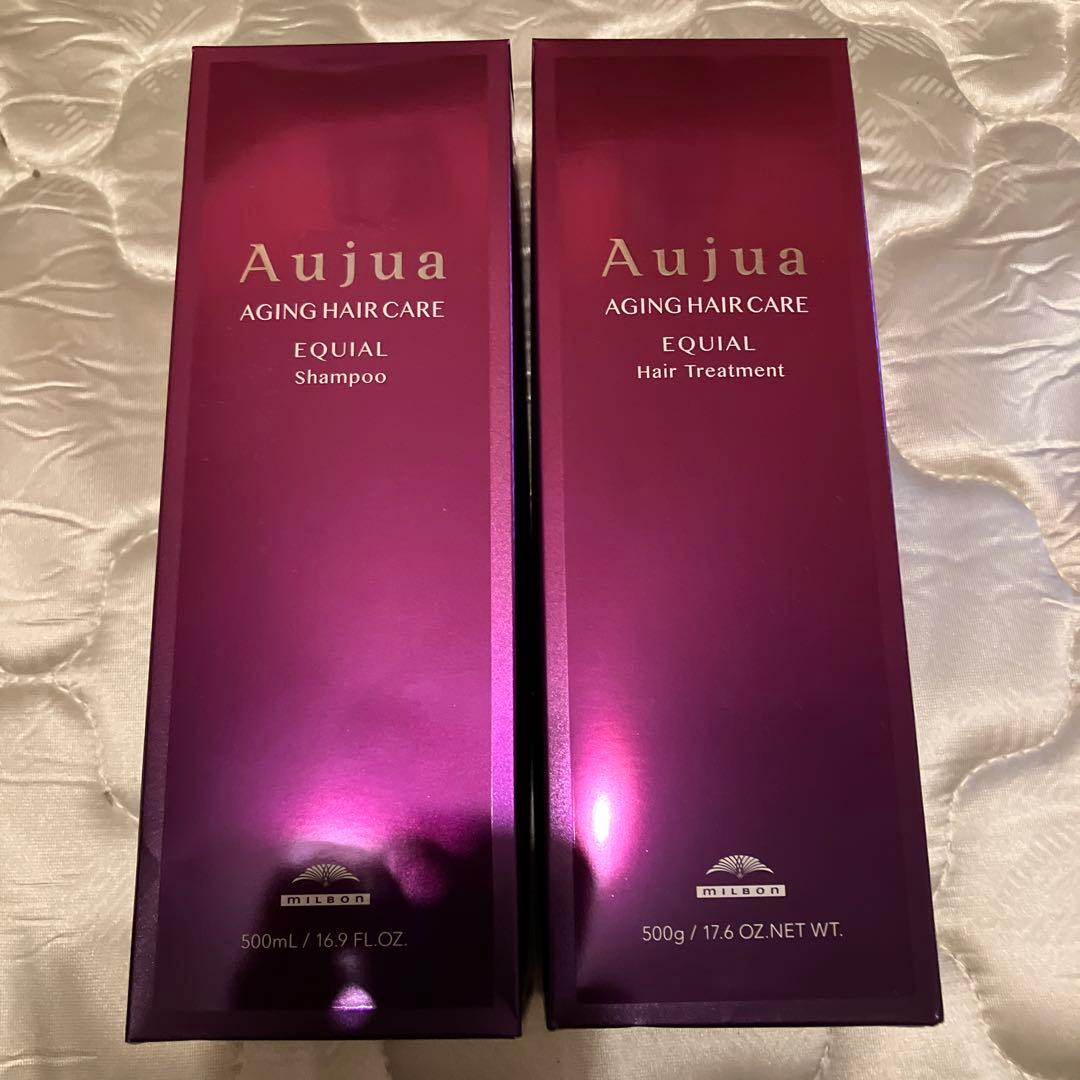 Aujua
AGING HAIR CARE
EQUIAL
Shampoo
MILBON
500mL / 16.9 FL.OZ.
Aujua
AGING HAIR CARE
EQUIAL
Hair Treatment
MILBON
500g / 17.6 OZ.NET WT.